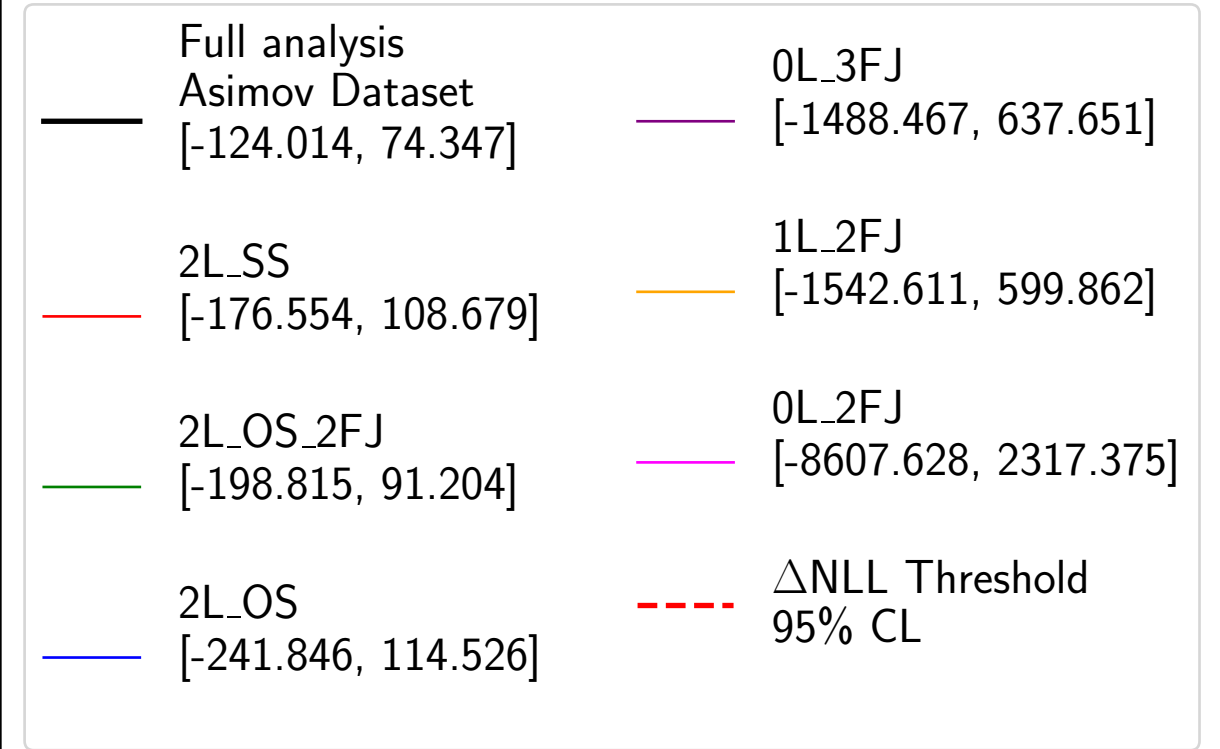 Full analysis
Asimov Dataset
[-124.014, 74.347]
2L_SS
[-176.554, 108.679]
2L_OS_2FJ
[-198.815, 91.204]
2L_OS
[-241.846, 114.526]
0L_3FJ
[-1488.467, 637.651]
1L_2FJ
[-1542.611, 599.862]
0L_2FJ
[-8607.628, 2317.375]
ΔNLL Threshold
95% CL